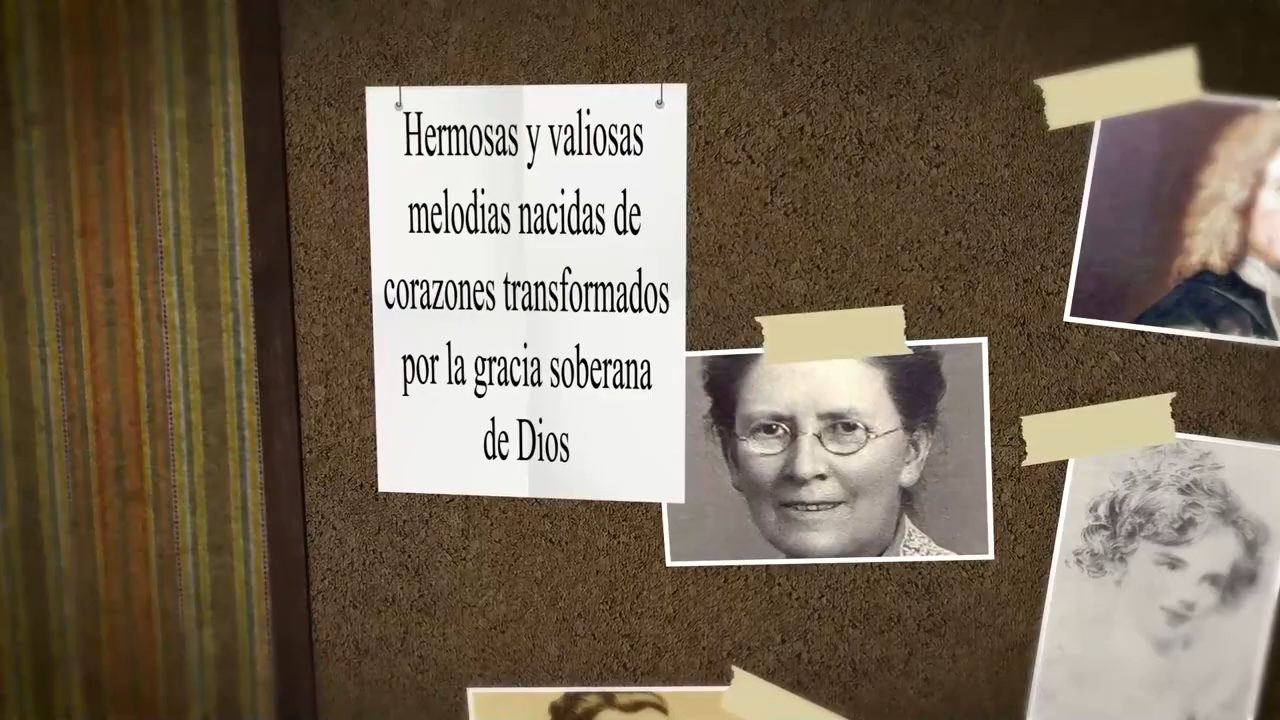 Hermosas y valiosas
melodias nacidas de
corazones transformados
por la gracia soberana
de Dios